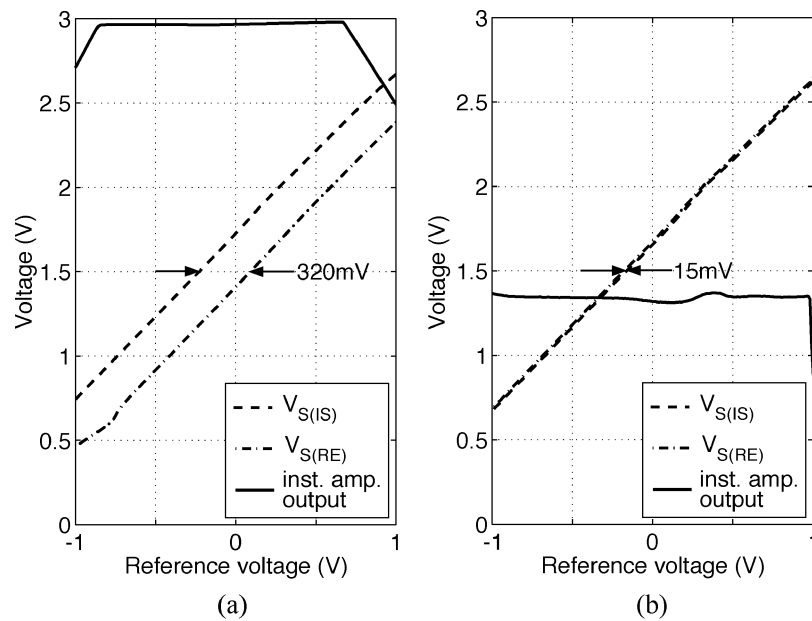 3
2.5
2
1.5
1
0.5
0
Voltage (V)
320mV
V_S(IS)
V_S(RE)
inst. amp.
output
-1
0
1
Reference voltage (V)
(a)
3
2.5
2
1.5
1
0.5
0
Voltage (V)
15mV
V_S(IS)
V_S(RE)
inst. amp.
output
-1
0
1
Reference voltage (V)
(b)